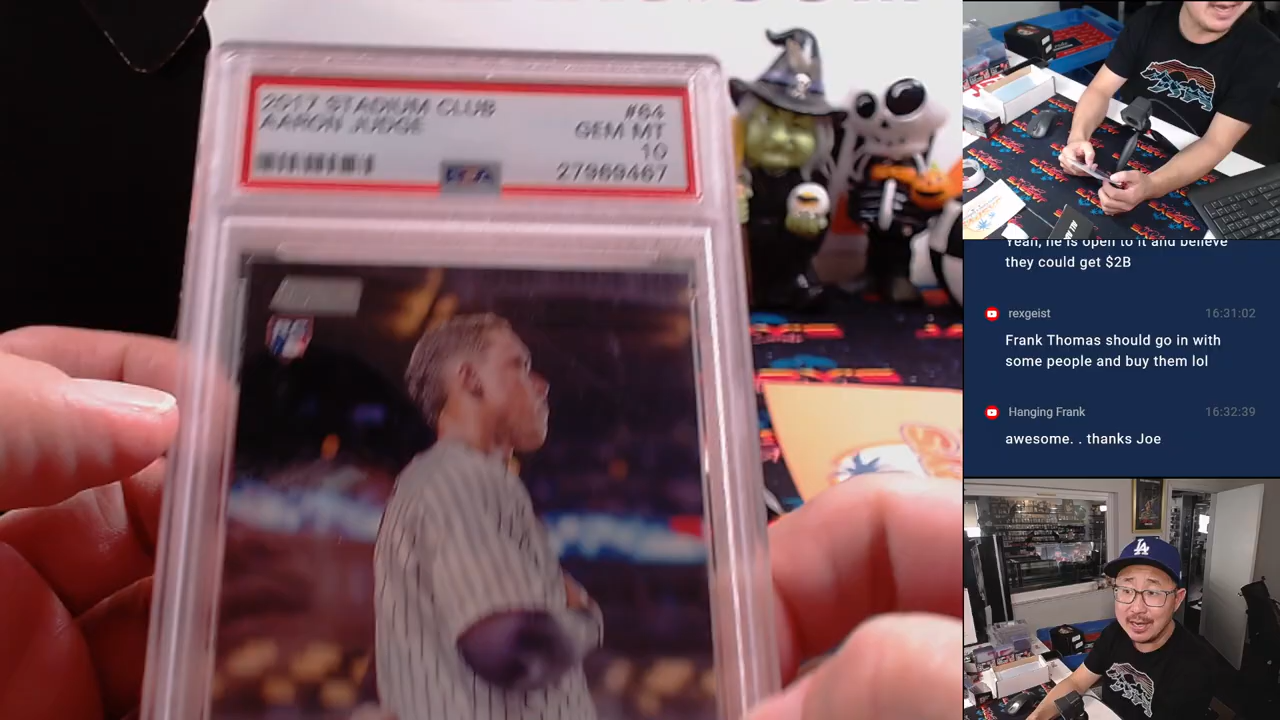 2017 STADIUM CLUB
AARON JUDGE
#64
GEM MT
10
PSA
27969467
Yeah, he is open to it and believe
they could get $2B
rexgeist
16:31:02
Frank Thomas should go in with
some people and buy them lol
Hanging Frank
16:32:39
awesome. . thanks Joe
LA